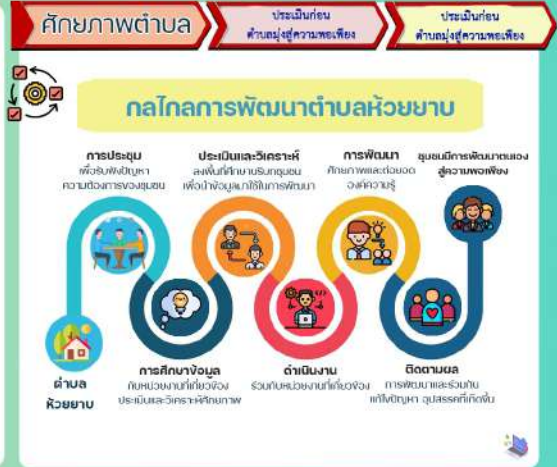 ศักยภาพตำบล
ประเมินก่อน
ตำบลมุ่งสู่ความพอเพียง
ประเมินก่อน
ตำบลมุ่งสู่ความพอเพียง
กลไกลการพัฒนาตำบลห้วยยาบ
การประชุม
เพื่อรับฟังปัญหา
ความต้องการของชุมชน
ประเมินและวิเคราะห์
ลงพื้นที่ศึกษาบริบทชุมชน
เพื่อนำข้อมูลมาใช้ในการพัฒนา
การพัฒนา
ศักยภาพและต่อยอด
องค์ความรู้
ชุมชนมีการพัฒนาตนเอง
สู่ความพอเพียง
ตำบล
ห้วยยาบ
การศึกษาข้อมูล
กับหน่วยงานที่เกี่ยวข้อง
ประเมินและวิเคราะห์ศักยภาพ
ดำเนินงาน
ร่วมกับหน่วยงานที่เกี่ยวข้อง
ติดตามผล
การพัฒนาและร่วมกัน
แก้ไขปัญหา อุปสรรคที่เกิดขึ้น